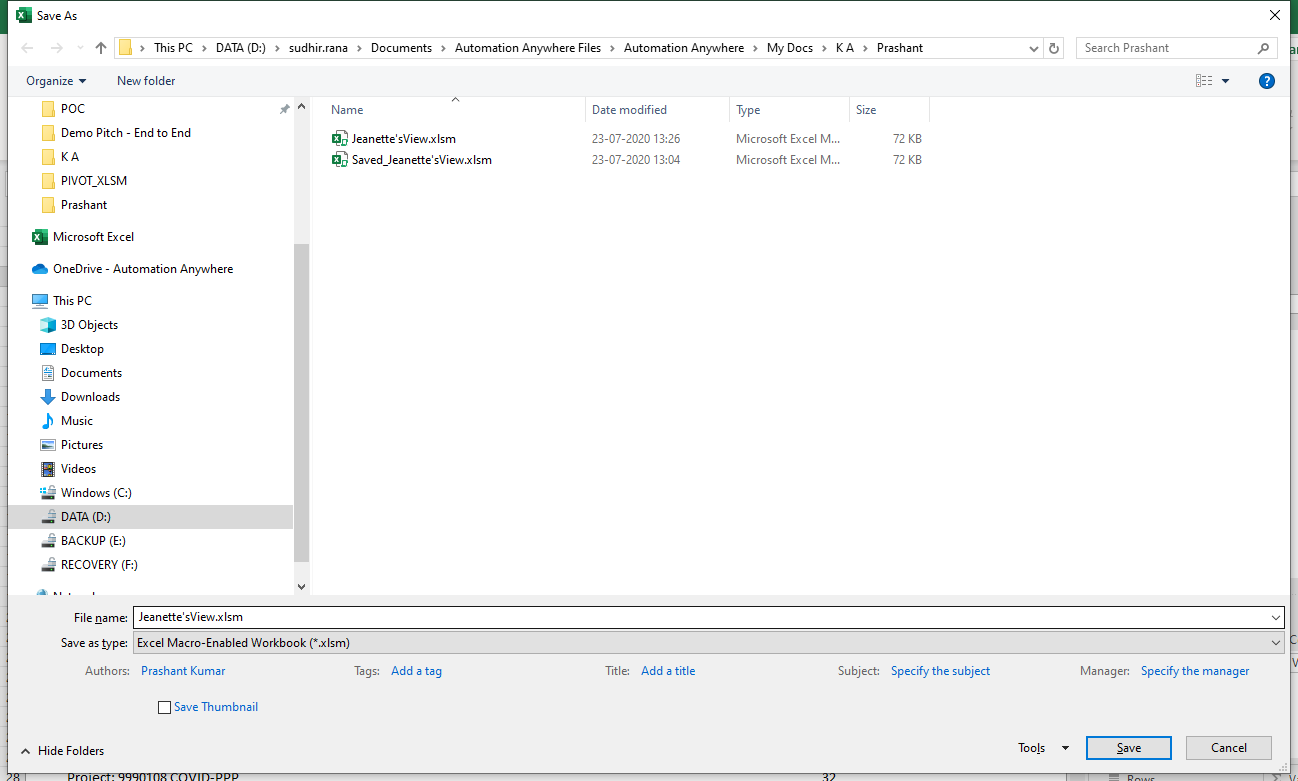 Save As
This PC > DATA (D:) > sudhir.rana > Documents > Automation Anywhere Files > Automation Anywhere > My Docs > K A > Prashant
Search Prashant
Organize
New folder
POC
Demo Pitch - End to End
K A
PIVOT_XLSM
Prashant
Microsoft Excel
OneDrive - Automation Anywhere
This PC
3D Objects
Desktop
Documents
Downloads
Music
Pictures
Videos
Windows (C:)
DATA (D:)
BACKUP (E:)
RECOVERY (F:)
Name Date modified Type Size
Jeanette'sView.xlsm 23-07-2020 13:26 Microsoft Excel M... 72 KB
Saved_Jeanette'sView.xlsm 23-07-2020 13:04 Microsoft Excel M... 72 KB
File name: Jeanette'sView.xlsm
Save as type: Excel Macro-Enabled Workbook (*.xlsm)
Authors: Prashant Kumar Tags: Add a tag Title: Add a title Subject: Specify the subject Manager: Specify the manager
Save Thumbnail
Hide Folders
Tools Save Cancel
28 Project: 9990108 COVID-PPP 32 Rows